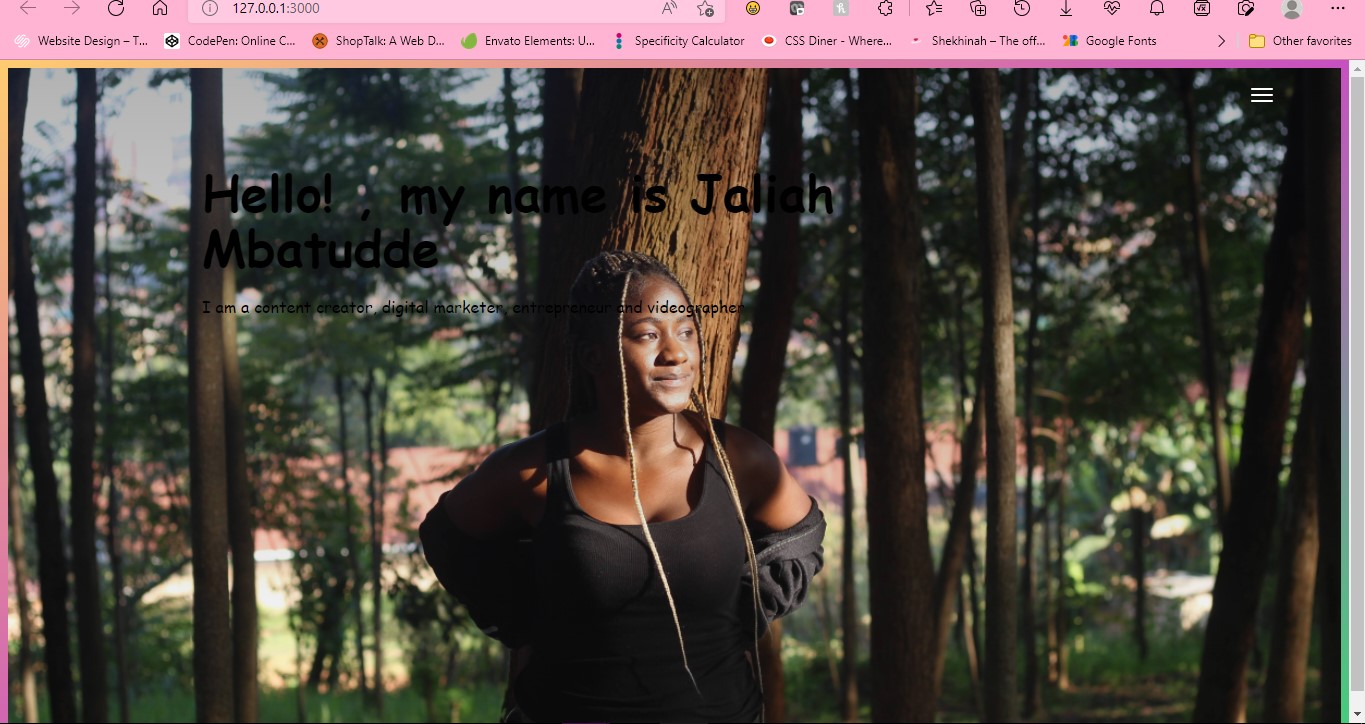 127.0.0.1:3000
Website Design – T... CodePen: Online C... ShopTalk: A Web D... Envato Elements: U... Specificity Calculator CSS Diner - Where... Shekhinah – The off... Google Fonts Other favorites
Hello! , my name is Jaliah
Mbatudde
I am a content creator, digital marketer, entrepreneur and videographer